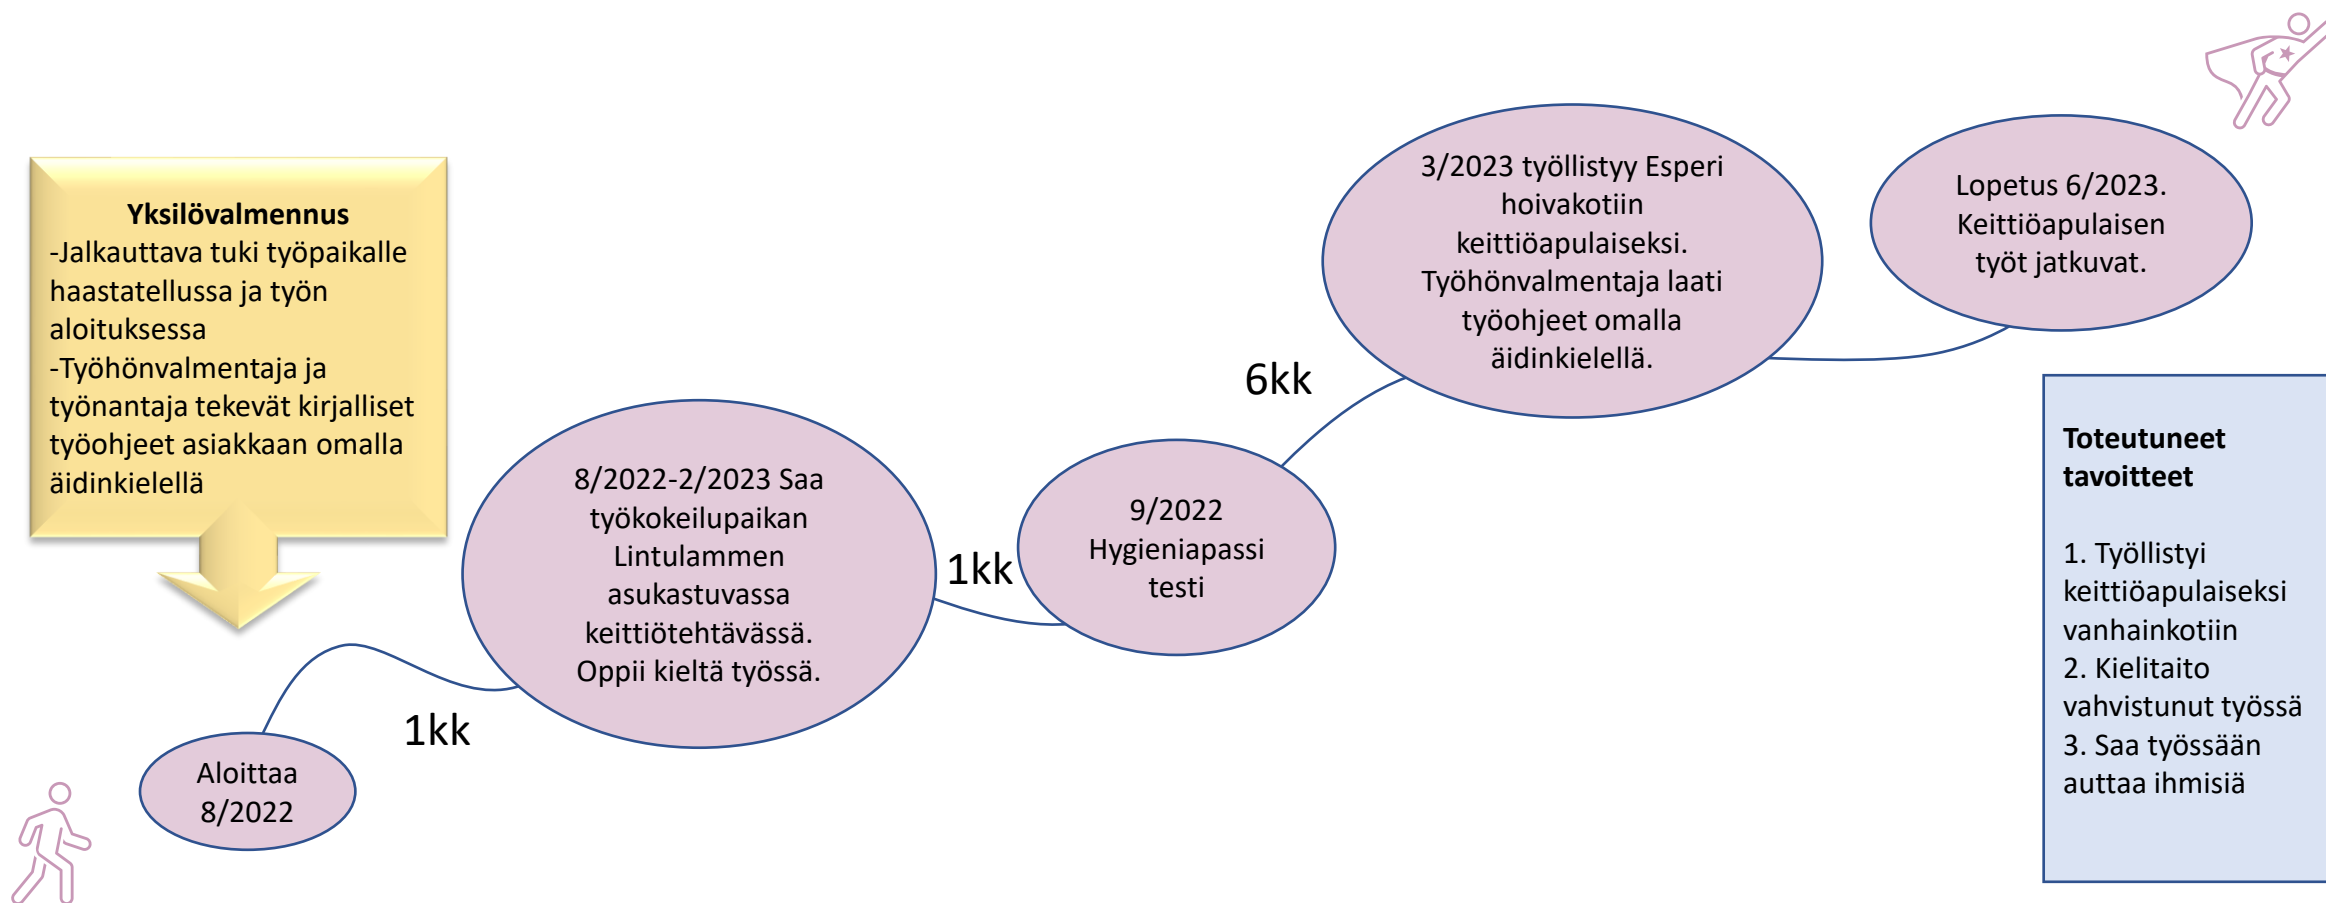 Yksilövalmennus
-Jalkauttava tuki työpaikalle
haastatellussa ja työn
aloituksessa
-Työhönvalmentaja ja
työnantaja tekevät kirjalliset
työohjeet asiakkaan omalla
äidinkielellä
Aloittaa
8/2022
1kk
8/2022-2/2023 Saa
työkokeilupaikan
Lintulammen
asukastuvassa
keittiötehtävässä.
Oppii kieltä työssä.
1kk
9/2022
Hygieniapassi
testi
6kk
3/2023 työllistyy Esperi
hoivakotiin
keittiöapulaiseksi.
Työhönvalmentaja laati
työohjeet omalla
äidinkielellä.
Lopetus 6/2023.
Keittiöapulaisen
työt jatkuvat.
Toteutuneet
tavoitteet
1. Työllistyi
keittiöapulaiseksi
vanhainkotiin
2. Kielitaito
vahvistunut työssä
3. Saa työssään
auttaa ihmisiä